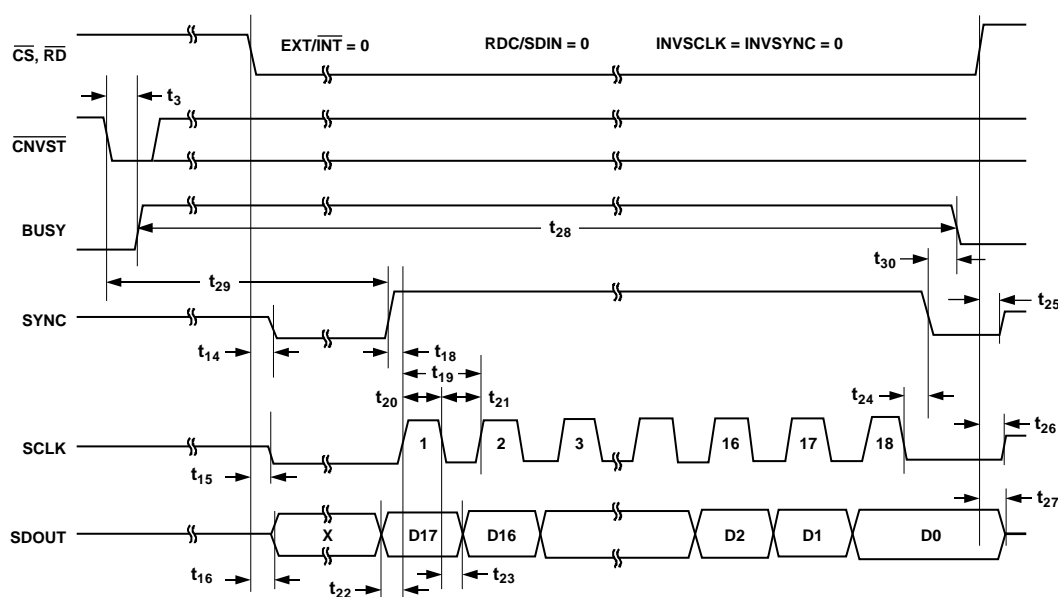 CS, RD
EXT/INT = 0
RDC/SDIN = 0
INVSCLK = INVSYNC = 0
t3
CNVST
BUSY
t28
t30
t29
SYNC
t25
t14
t18
t19
t20
t21
t24
SCLK
1
2
3
16
17
18
t26
t15
t27
SDOUT
X
D17
D16
D2
D1
D0
t16
t22
t23